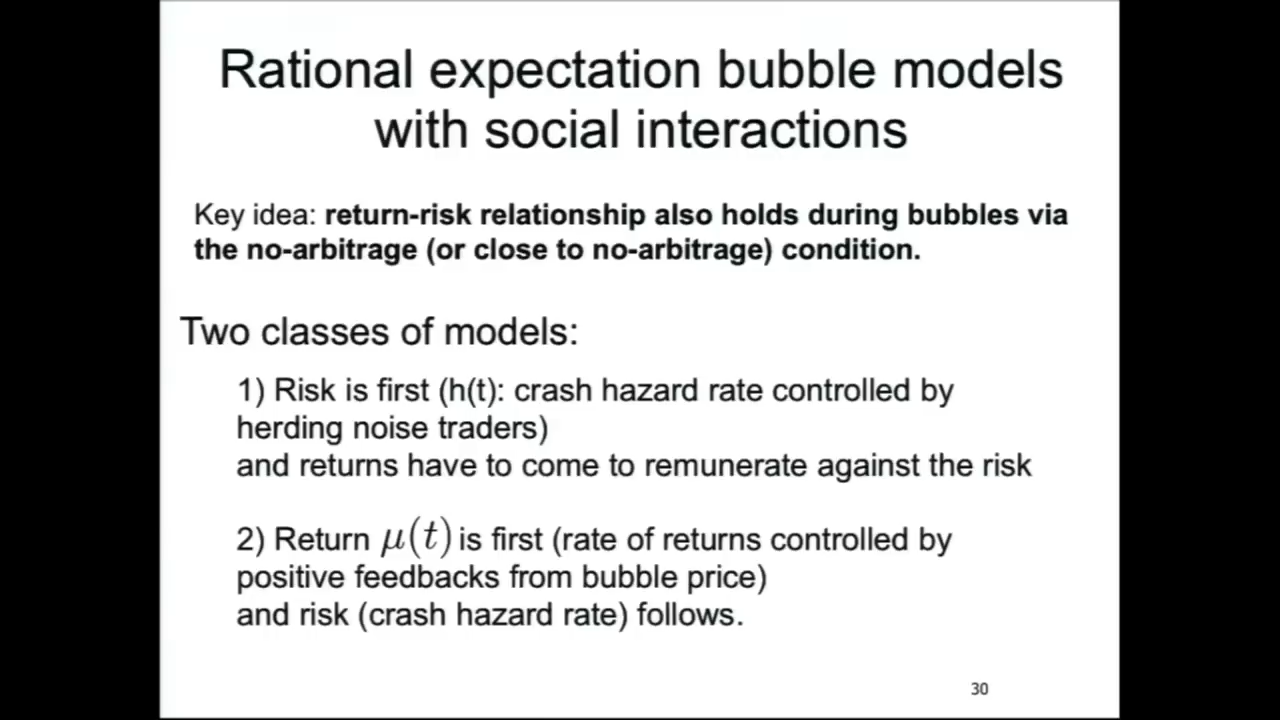 Rational expectation bubble models
with social interactions
Key idea: return-risk relationship also holds during bubbles via
the no-arbitrage (or close to no-arbitrage) condition.
Two classes of models:
1) Risk is first (h(t): crash hazard rate controlled by
herding noise traders)
and returns have to come to remunerate against the risk
2) Return μ(t) is first (rate of returns controlled by
positive feedbacks from bubble price)
and risk (crash hazard rate) follows.
30